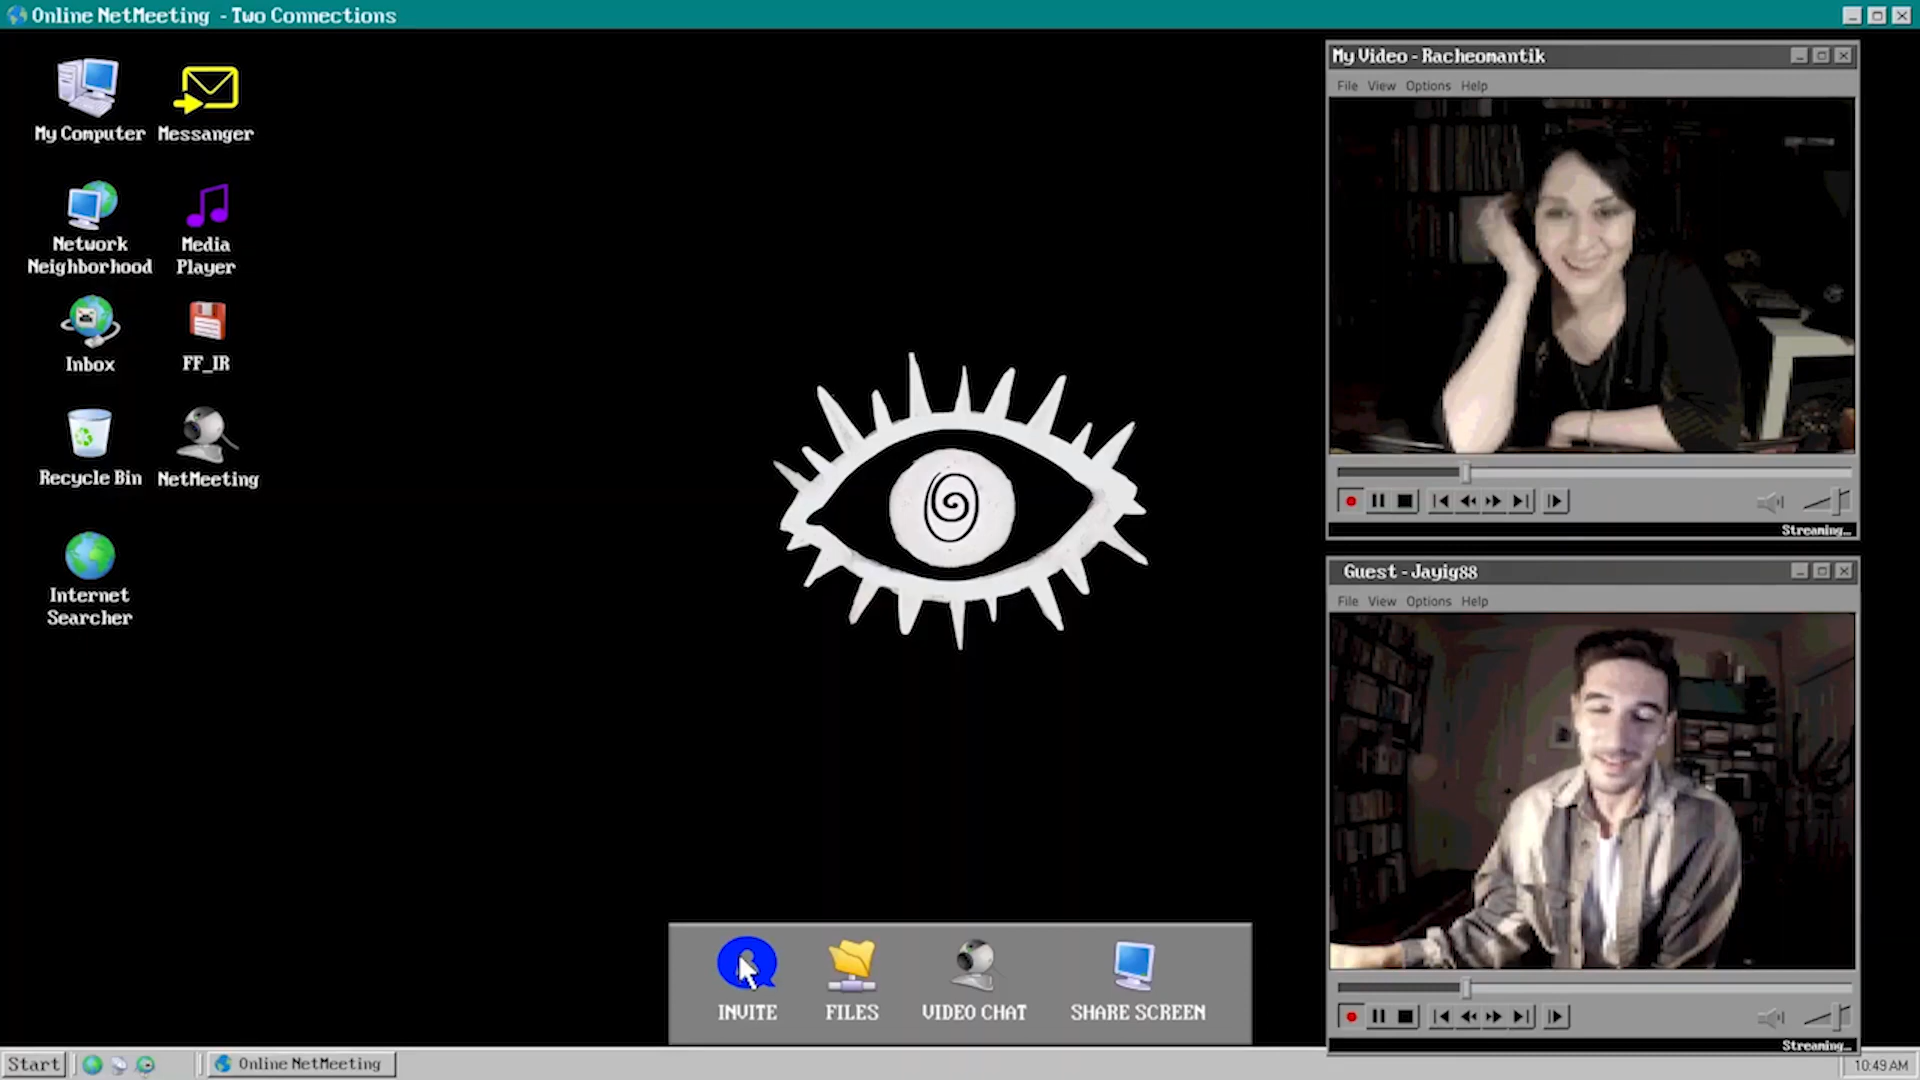 Online NetMeeting - Two Connections
My Computer
Messanger
Network
Neighborhood
Media
Player
Inbox
FF_IR
Recycle Bin
NetMeeting
Internet
Searcher
My Video - Racheomantik
File View Options Help
Streaming...
Guest - Jayig88
File View Options Help
Streaming...
INVITE
FILES
VIDEO CHAT
SHARE SCREEN
Start
Online NetMeeting
10:49 AM